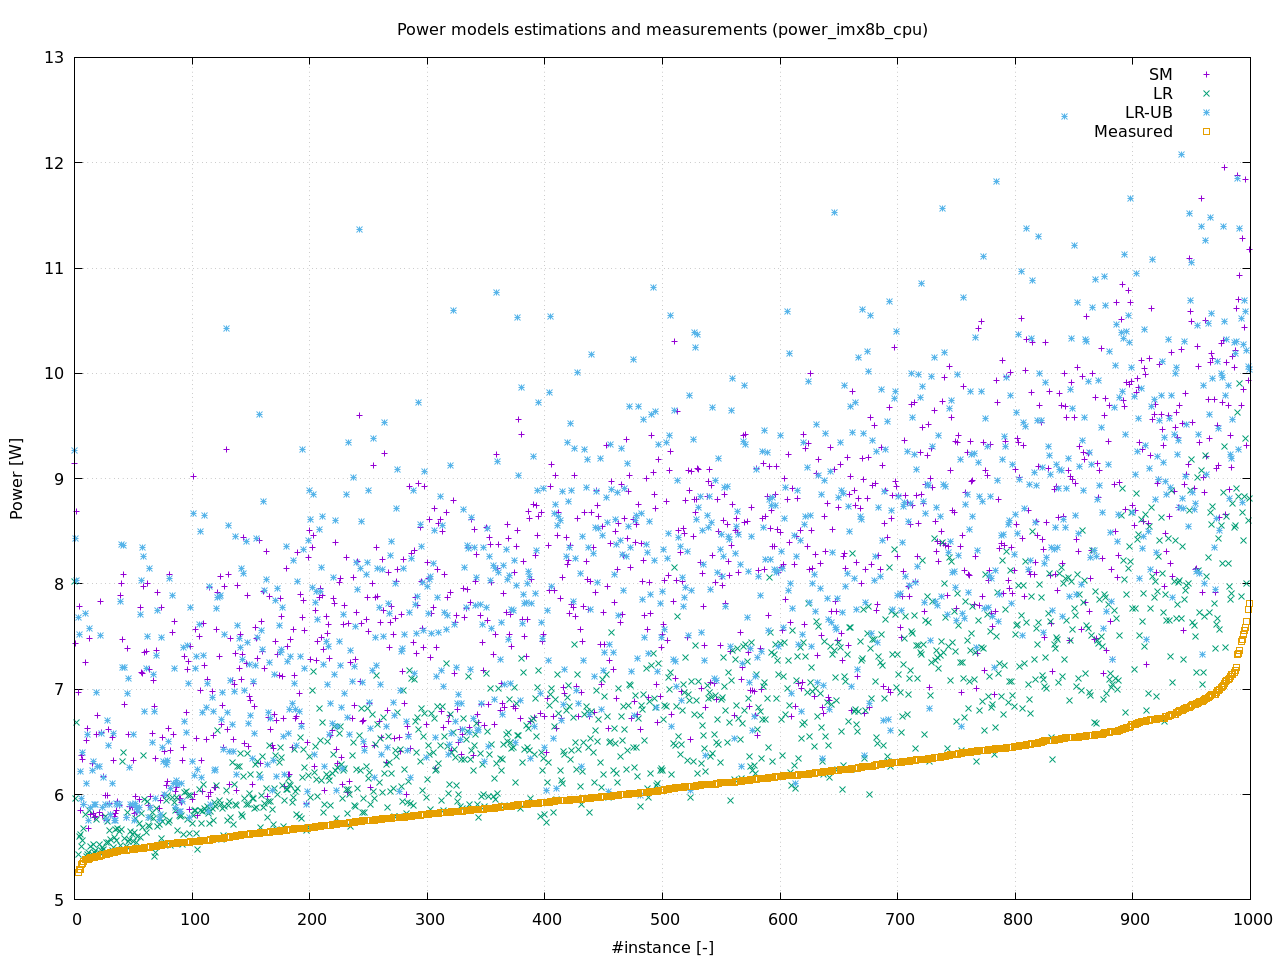 Power models estimations and measurements (power_imx8b_cpu)
SM
LR
LR-UB
Measured
13
12
11
10
9
8
7
6
5
Power [W]
0 100 200 300 400 500 600 700 800 900 1000
#instance [-]